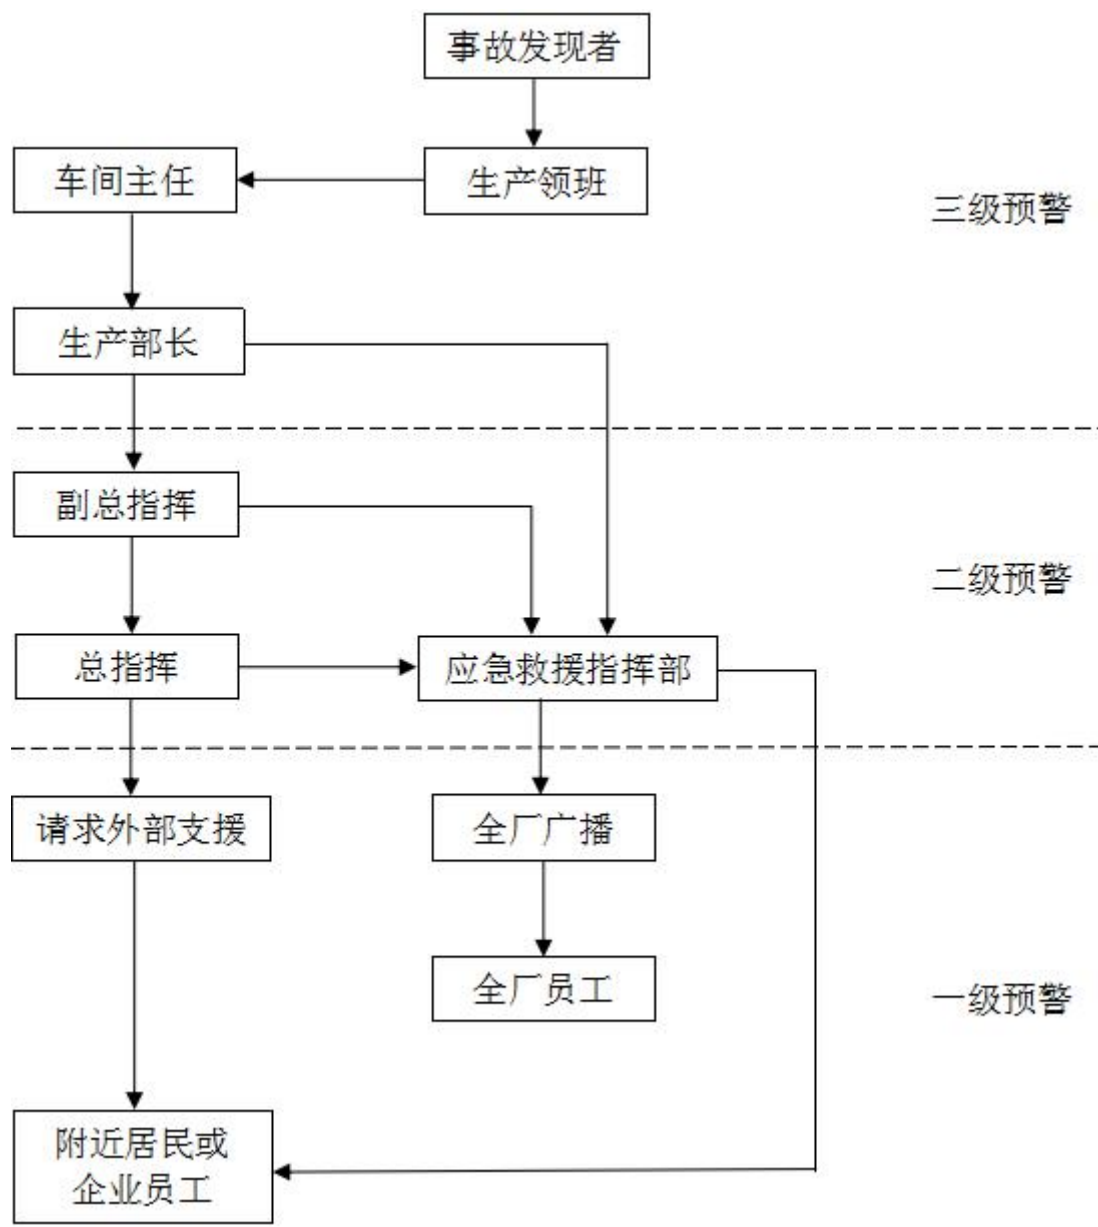 事故发现者
车间主任
生产领班
三级预警
生产部长
副总指挥
二级预警
总指挥
应急救援指挥部
请求外部支援
全厂广播
全厂员工
一级预警
附近居民或
企业员工